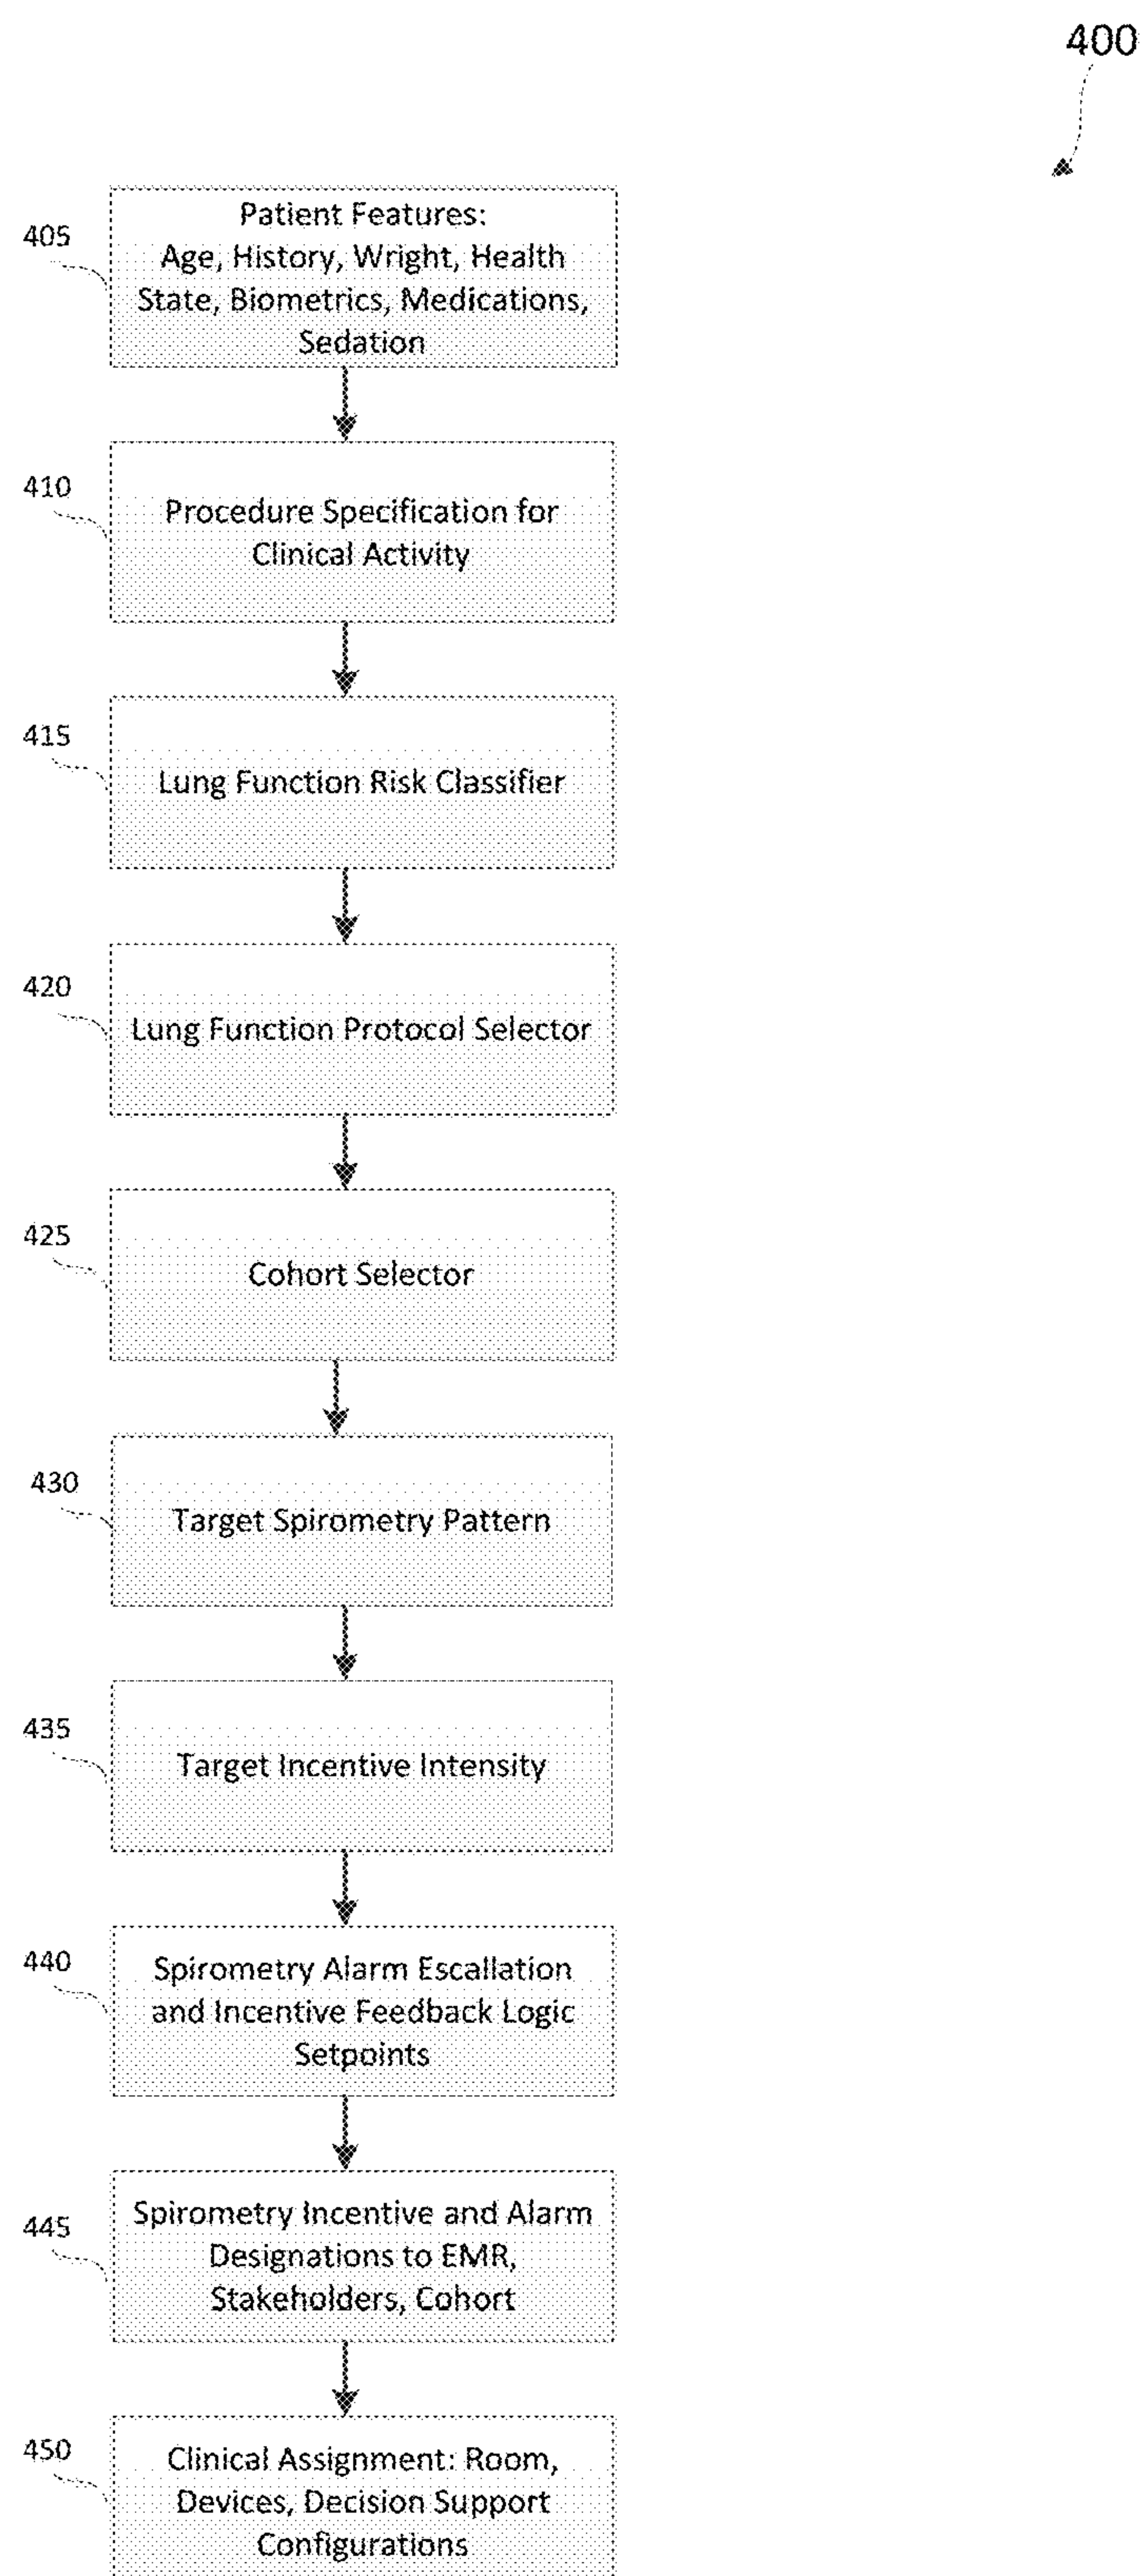 400
405
Patient Features:
Age, History, Wright, Health
State, Biometrics, Medications,
Sedation
410
Procedure Specification for
Clinical Activity
415
Lung Function Risk Classifier
420
Lung Function Protocol Selector
425
Cohort Selector
430
Target Spirometry Pattern
435
Target Incentive Intensity
440
Spirometry Alarm Escallation
and Incentive Feedback Logic
Setpoints
445
Spirometry Incentive and Alarm
Designations to EMR,
Stakeholders, Cohort
450
Clinical Assignment: Room,
Devices, Decision Support
Configurations